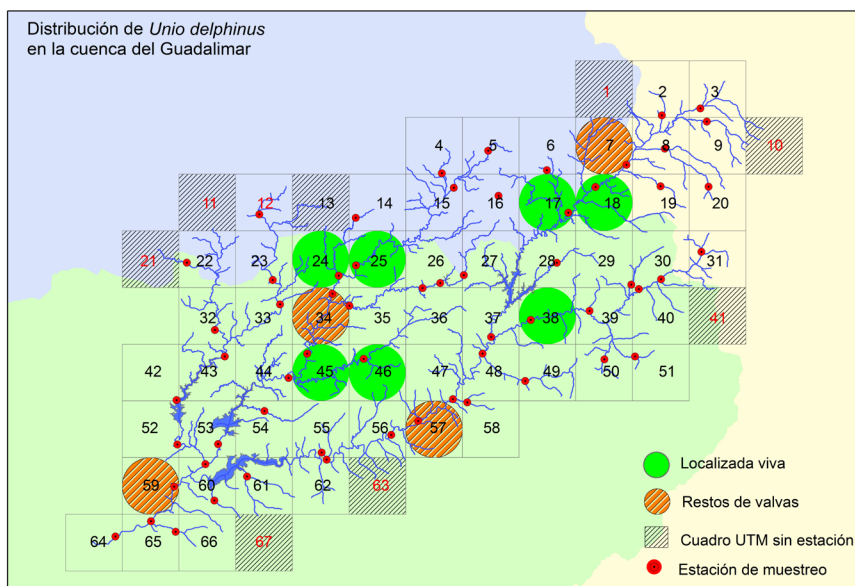 Distribución de Unio delphinus
en la cuenca del Guadalimar
1 2 3
4 5 6 7 8 9 10
11 12 13 14 15 16 17 18 19 20
21 22 23 24 25 26 27 28 29 30 31
32 33 34 35 36 37 38 39 40 41
42 43 44 45 46 47 48 49 50 51
52 53 54 55 56 57 58
59 60 61 62 63
64 65 66 67
Localizada viva
Restos de valvas
Cuadro UTM sin estación
Estación de muestreo